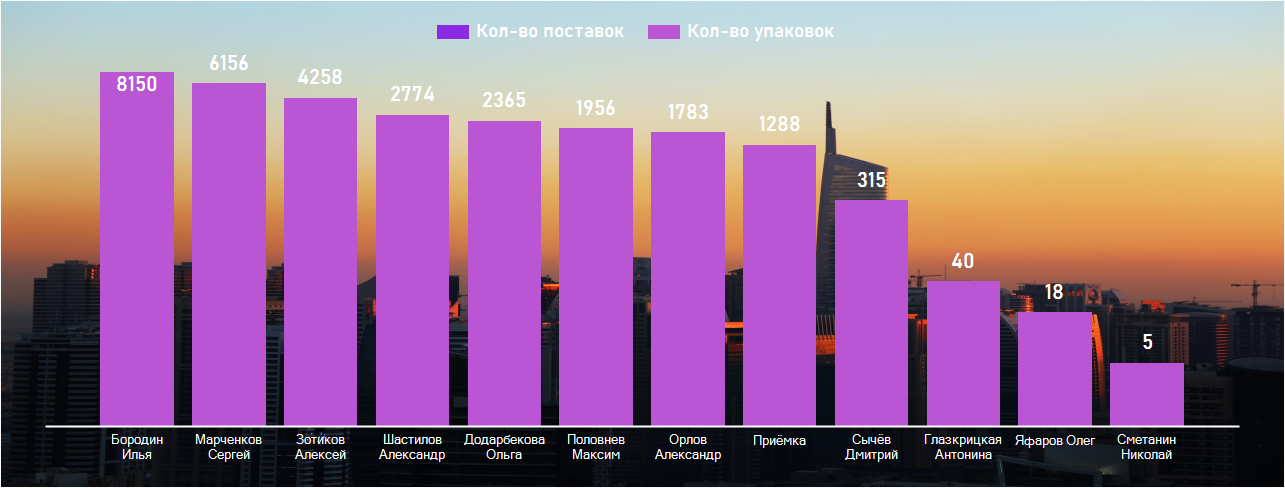 Кол-во поставок Кол-во упаковок
8150 6156 4258 2774 2365 1956 1783 1288 315 40 18 5
Бородин Марченков Зотиков Шастилов Додарбекова Половнев Орлов Приёмка Сычёв Глазкрицкая Яфаров Олег Сметанин
Илья Сергей Алексей Александр Ольга Максим Александр Дмитрий Антонина Николай